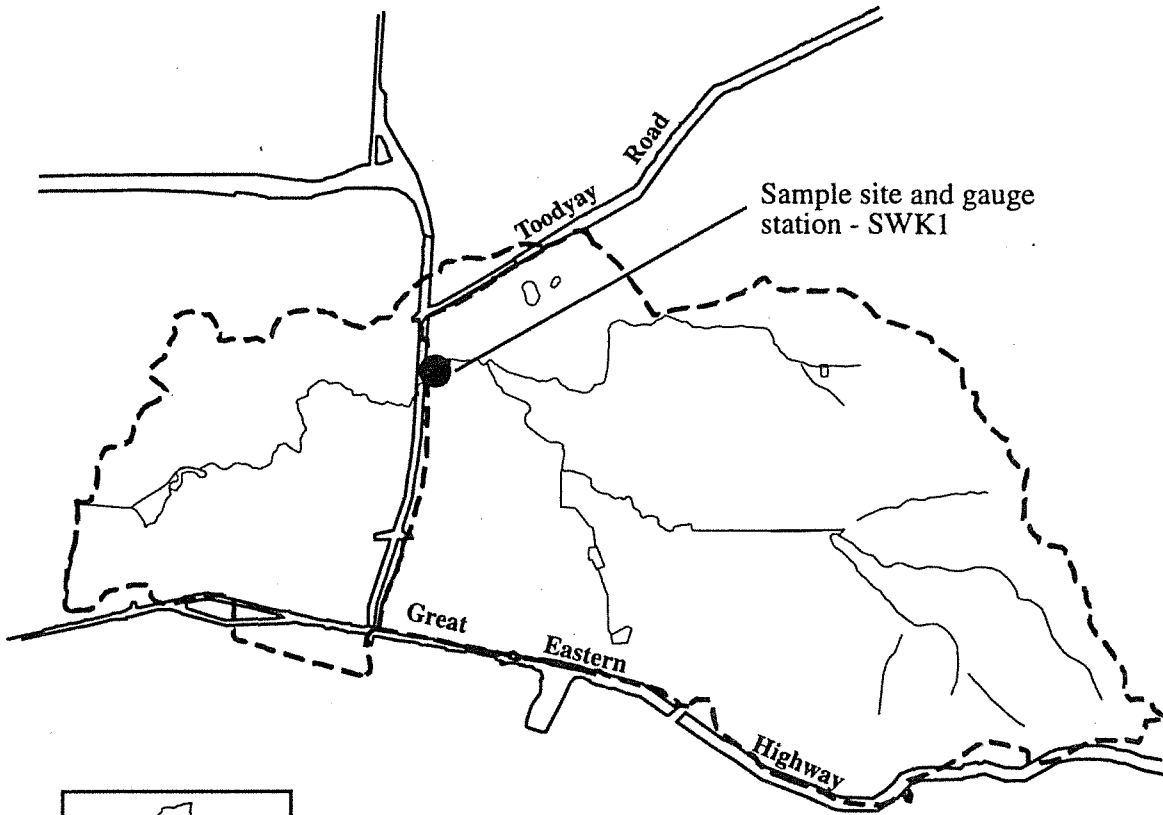 Toodyay Road
Sample site and gauge
station - SWK1
Great Eastern Highway